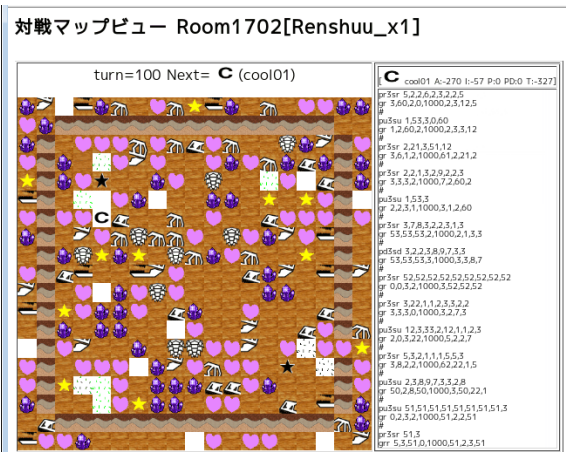 対戦マップビュー Room1702[Renshuu_x1]
turn=100 Next= C (cool01)
[ C cool01 A:-270 I:-57 P:0 PD:0 T:-327]
pr3sr 5,2,2,6,2,3,2,2,5
gr 3,60,2,0,1000,2,3,12,5
#
pu3su 1,53,3,0,60
gr 1,2,60,2,1000,2,3,3,12
#
pr3sr 2,21,3,51,12
gr 3,6,1,2,1000,61,2,21,2
#
pr3sr 2,2,1,3,2,9,2,2,3
gr 3,3,3,2,1000,7,2,60,2
#
pu3su 1,53,3
gr 2,2,3,1,1000,3,1,2,60
#
pr3sr 3,7,8,3,2,2,3,1,3
gr 53,53,53,2,1000,2,1,3,3
#
pd3sd 3,2,2,3,8,9,7,3,3
gr 53,53,53,3,1000,3,3,8,7
#
pr3sr 52,52,52,52,52,52,52,52,52
gr 0,0,3,2,1000,3,52,52,52
#
pr3sr 3,22,1,1,2,3,3,2,2
gr 3,3,3,0,1000,3,2,7,3
#
pu3su 12,3,33,2,12,1,1,2,3
gr 2,0,3,22,1000,5,2,2,7
#
pr3sr 5,3,2,1,1,1,5,5,3
gr 3,8,2,2,1000,62,22,1,5
#
pu3su 2,3,8,9,7,3,3,2,8
gr 50,2,8,50,1000,3,50,22,1
#
pu3su 51,51,51,51,51,51,51,51,3
gr 0,2,3,2,1000,51,2,2,51
#
pr3sr 51,3
grr 5,3,51,0,1000,51,2,3,51
C